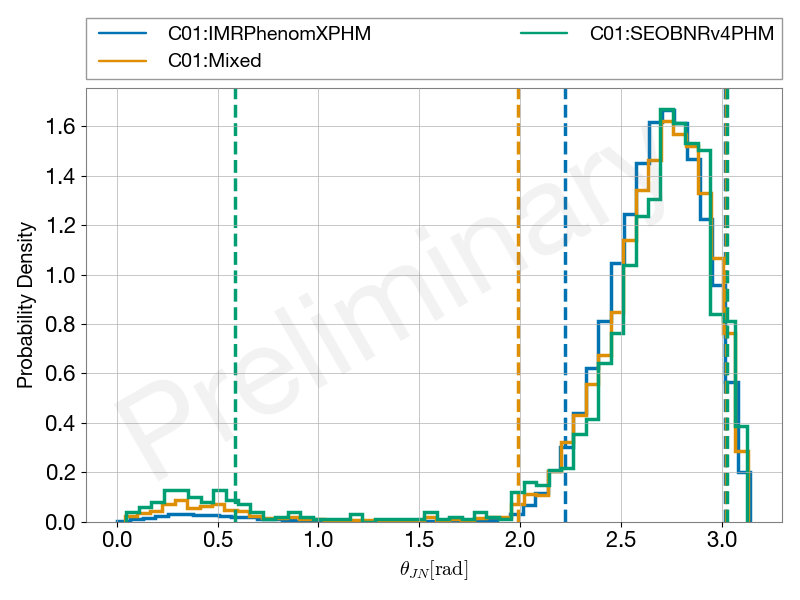 C01:IMRPhenomXPHM
C01:Mixed
C01:SEOBNRv4PHM
Preliminary
Probability Density
1.6
1.4
1.2
1.0
0.8
0.6
0.4
0.2
0.0
0.0 0.5 1.0 1.5 2.0 2.5 3.0
θ_JN[rad]